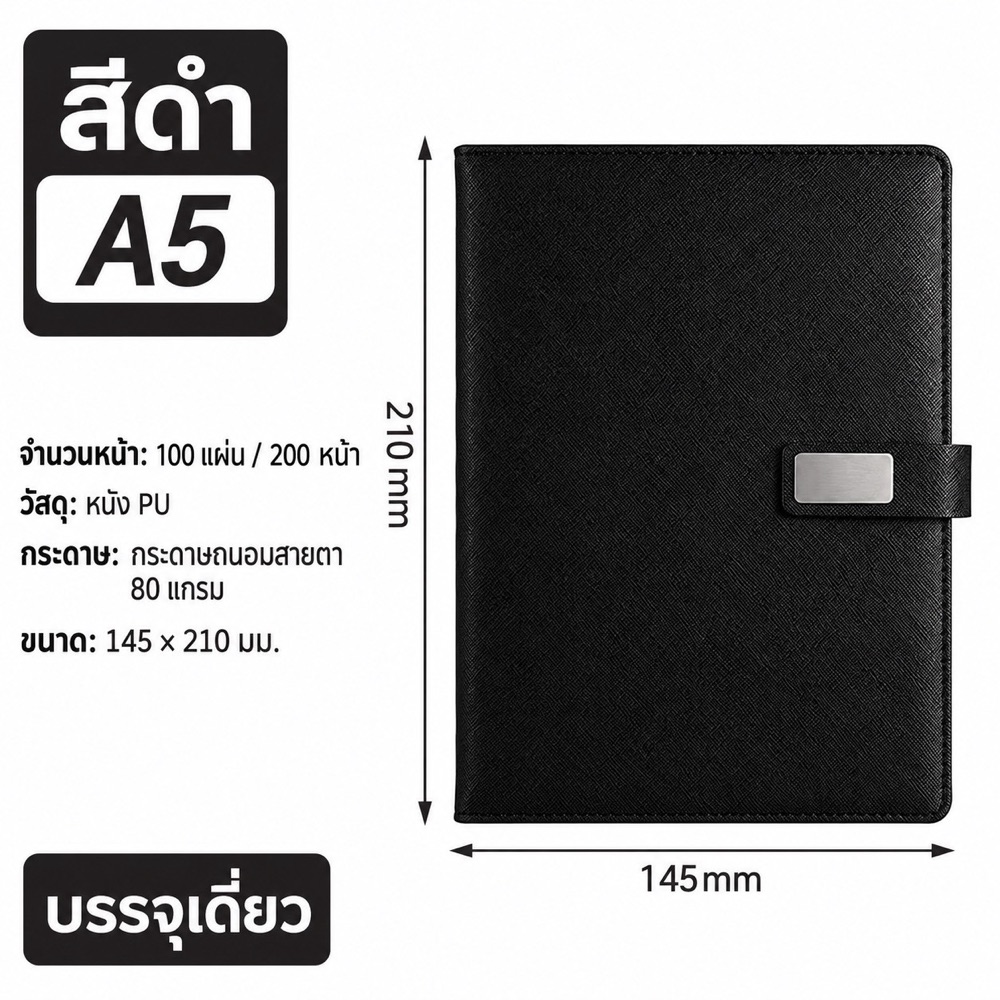 สีดำ
A5
จำนวนหน้า: 100 แผ่น / 200 หน้า
วัสดุ: หนัง PU
กระดาษ: กระดาษถนอมสายตา
80 แกรม
ขนาด: 145 × 210 มม.
210 mm
145mm
บรรจุเดี่ยว